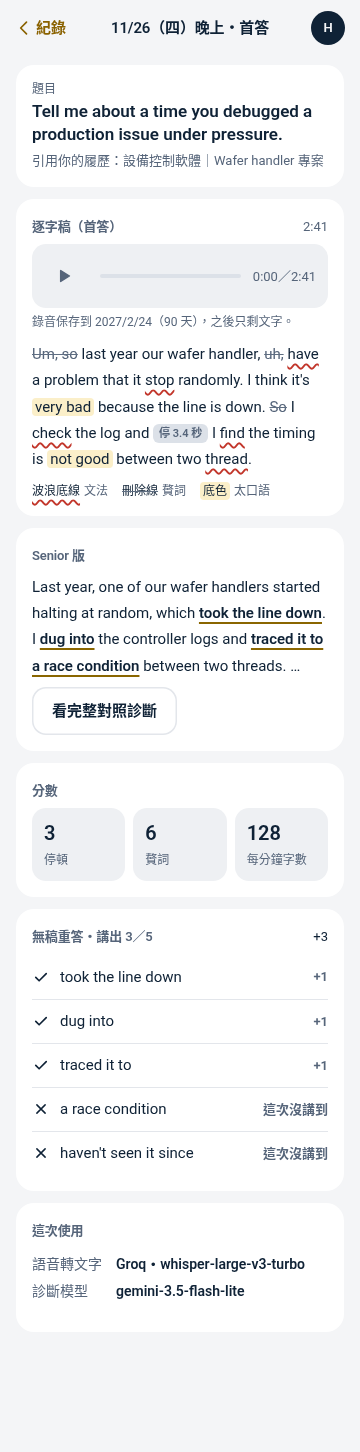 紀錄
11/26（四）晚上・首答
H
題目
Tell me about a time you debugged a
production issue under pressure.
引用你的履歷：設備控制軟體｜Wafer handler 專案
逐字稿（首答）
2:41
0:00／2:41
錄音保存到 2027/2/24（90 天），之後只剩文字。
Um, so last year our wafer handler, uh, have
a problem that it stop randomly. I think it's
very bad because the line is down. So I
check the log and 停 3.4 秒 I find the timing
is not good between two thread.
波浪底線 文法 刪除線 贅詞 底色 太口語
Senior 版
Last year, one of our wafer handlers started
halting at random, which took the line down.
I dug into the controller logs and traced it to
a race condition between two threads. …
看完整對照診斷
分數
3
停頓
6
贅詞
128
每分鐘字數
無稿重答・講出 3／5
+3
took the line down
+1
dug into
+1
traced it to
+1
a race condition
這次沒講到
haven't seen it since
這次沒講到
這次使用
語音轉文字 Groq・whisper-large-v3-turbo
診斷模型 gemini-3.5-flash-lite